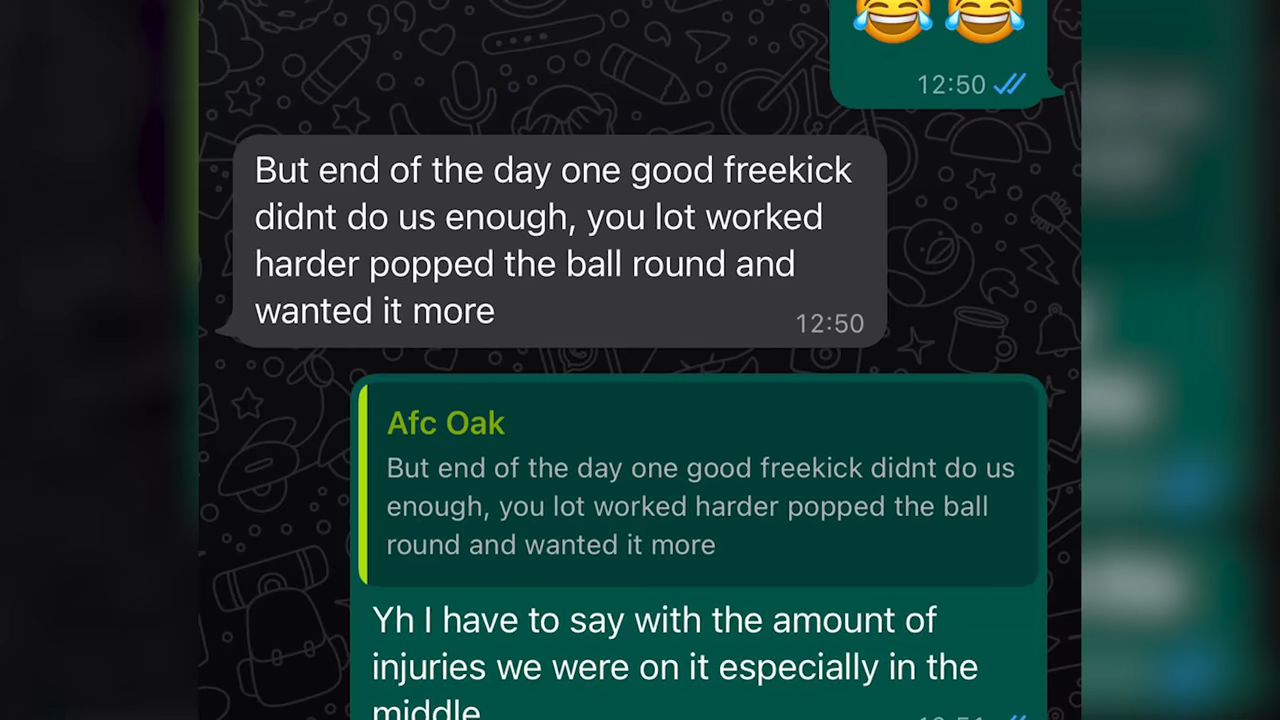 😂😂
12:50
But end of the day one good freekick
didnt do us enough, you lot worked
harder popped the ball round and
wanted it more
12:50
Afc Oak
But end of the day one good freekick didnt do us
enough, you lot worked harder popped the ball
round and wanted it more
Yh I have to say with the amount of
injuries we were on it especially in the
middle